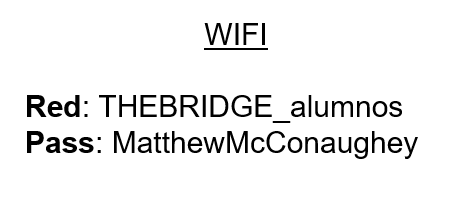 WIFI
Red: THEBRIDGE_alumnos
Pass: MatthewMcConaughey